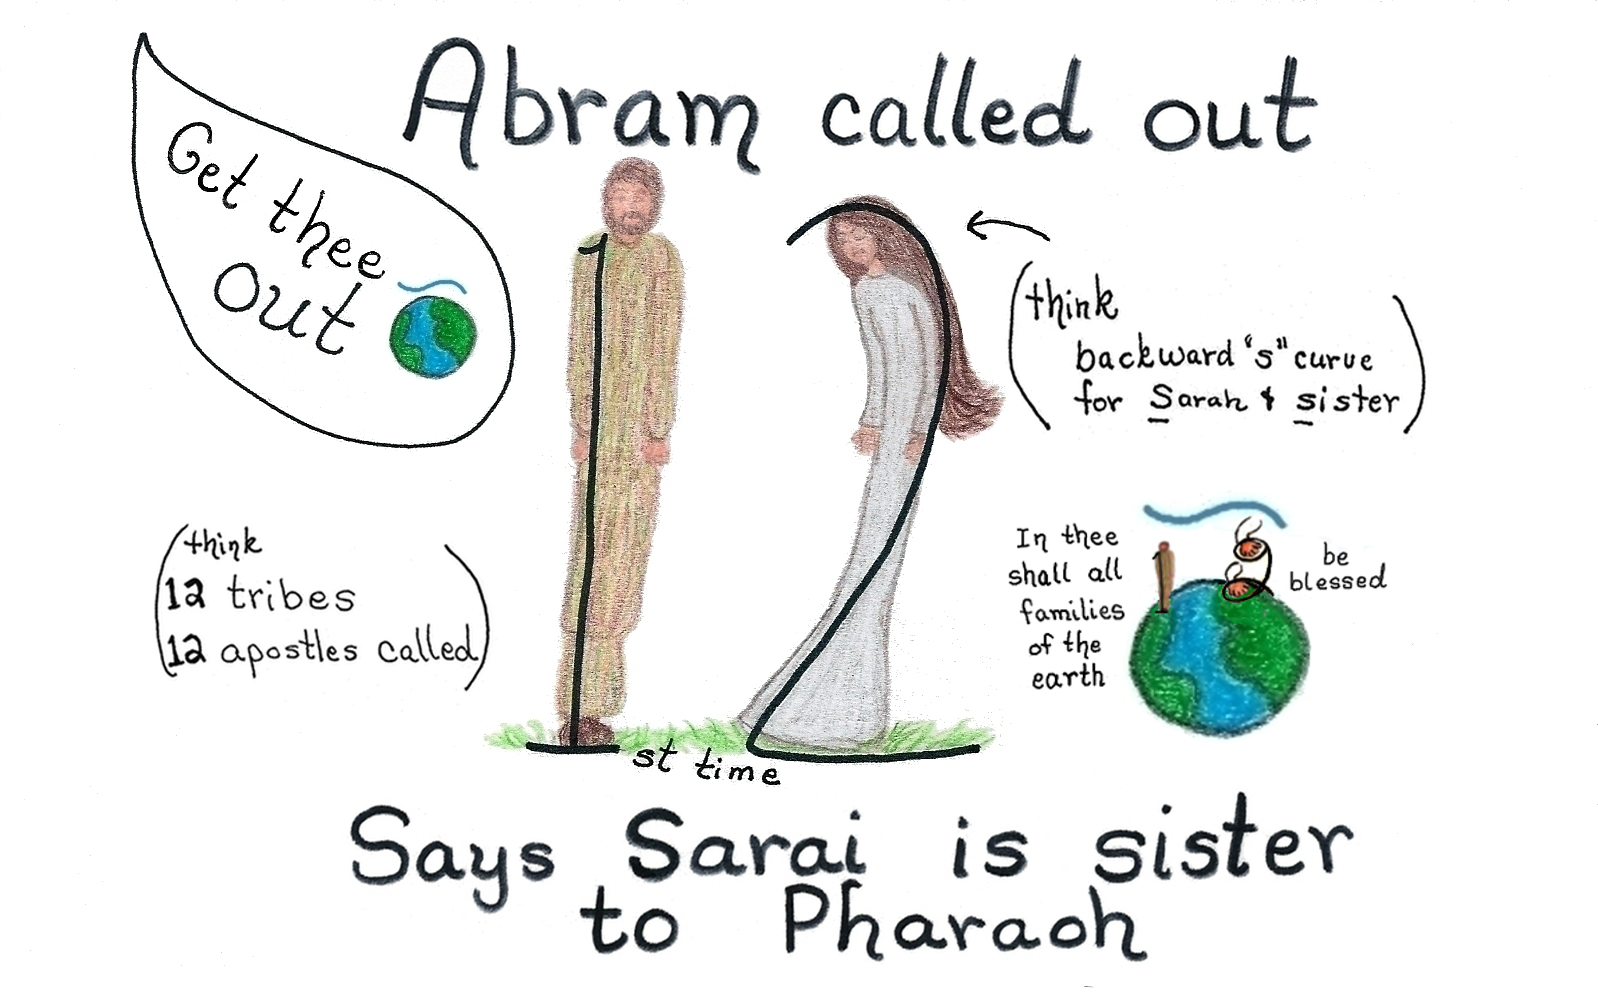 Abram called out
Get thee
out
(think
backward "s" curve
for Sarah & sister)
(think
12 tribes
12 apostles called)
In thee
shall all
families
of the
earth
be
blessed
12
1st time
Says Sarai is sister
to Pharaoh